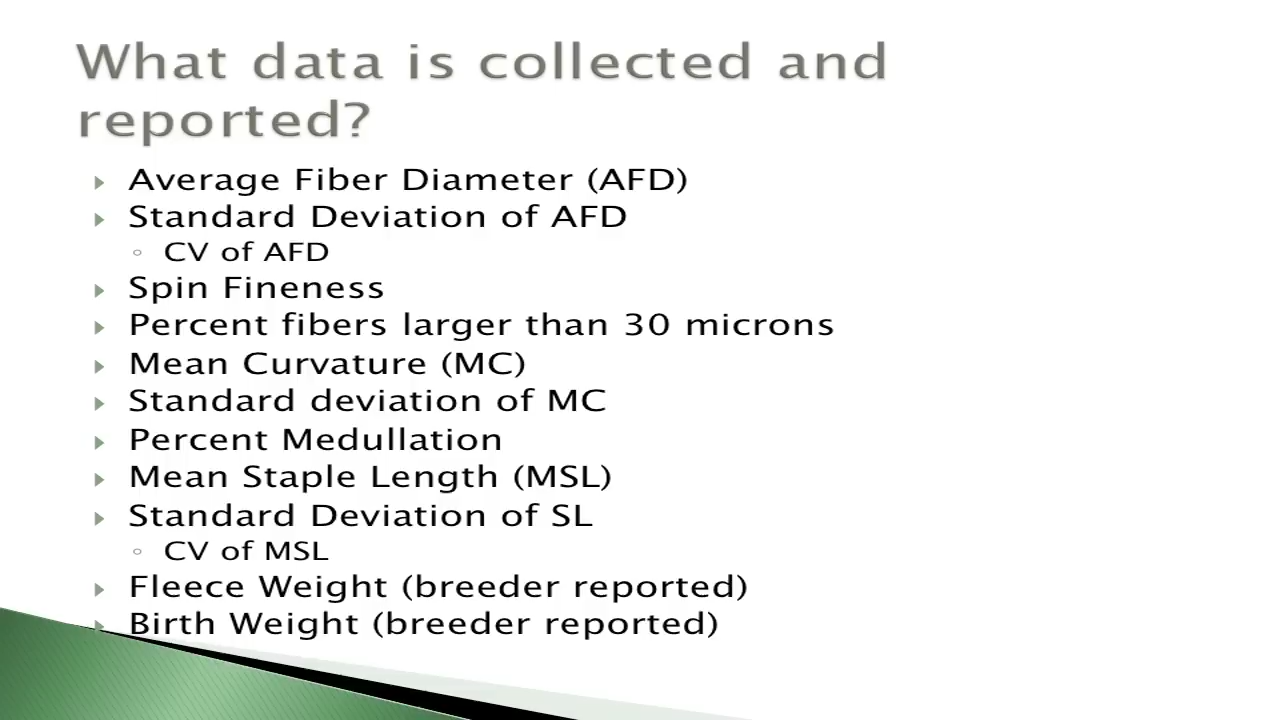 What data is collected and
reported?
Average Fiber Diameter (AFD)
Standard Deviation of AFD
CV of AFD
Spin Fineness
Percent fibers larger than 30 microns
Mean Curvature (MC)
Standard deviation of MC
Percent Medullation
Mean Staple Length (MSL)
Standard Deviation of SL
CV of MSL
Fleece Weight (breeder reported)
Birth Weight (breeder reported)